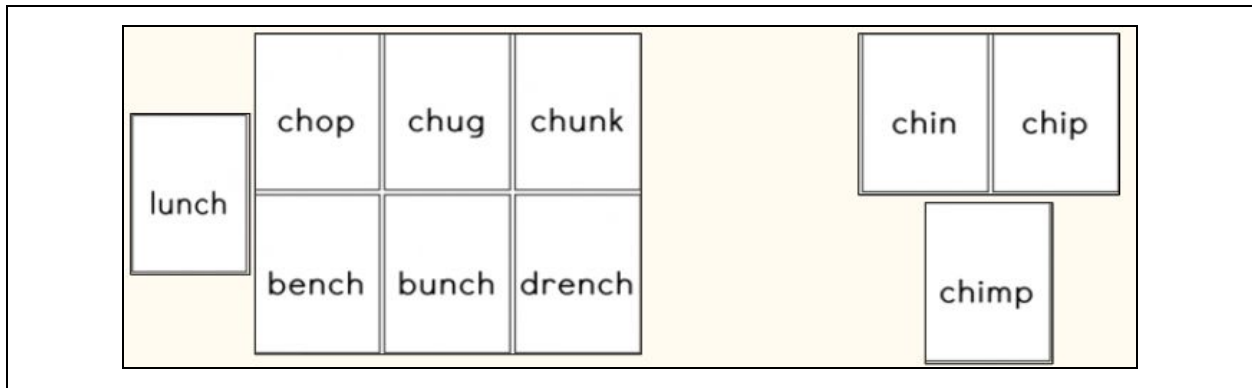 chop chug chunk
lunch
bench bunch drench
chin chip
chimp